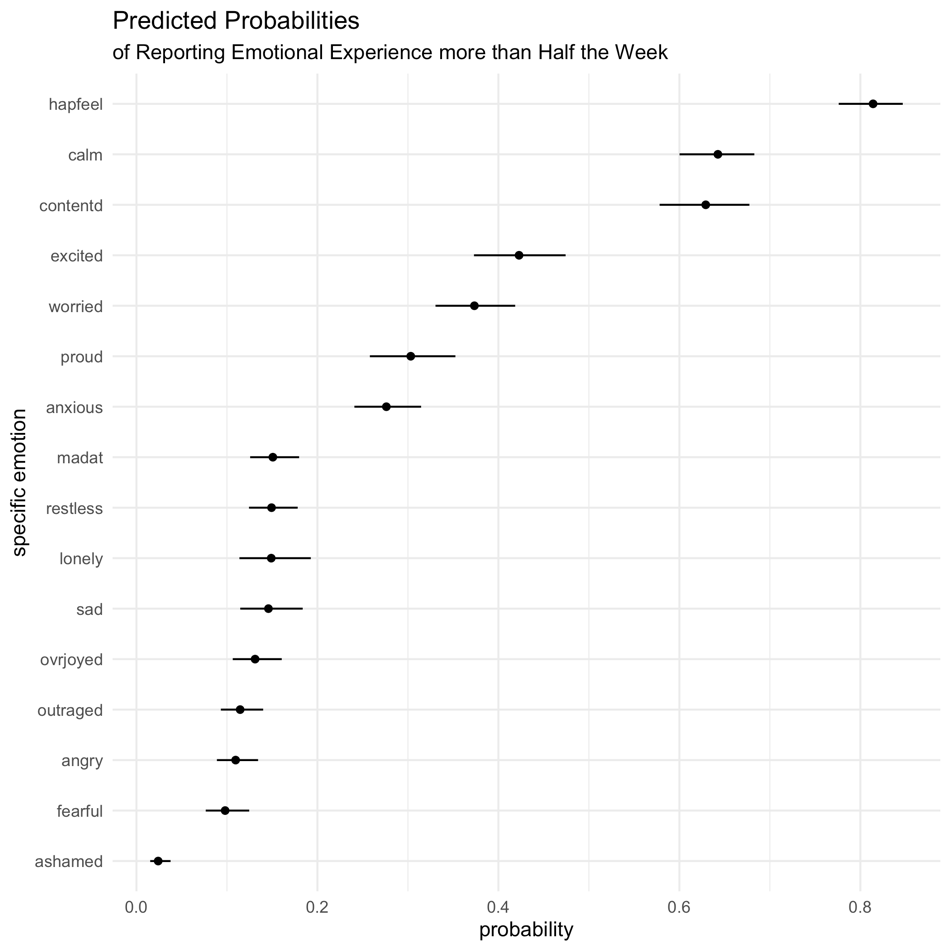 Predicted Probabilities
of Reporting Emotional Experience more than Half the Week
hapfeel
calm
contentd
excited
worried
proud
anxious
madat
restless
lonely
sad
ovrjoyed
outraged
angry
fearful
ashamed
specific emotion
0.0 0.2 0.4 0.6 0.8
probability